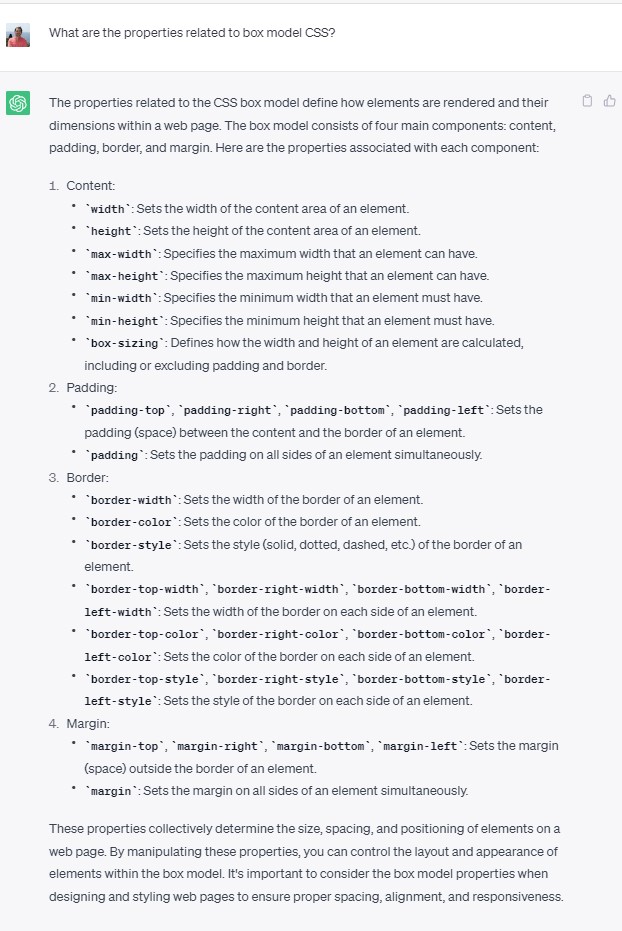 What are the properties related to box model CSS?
The properties related to the CSS box model define how elements are rendered and their
dimensions within a web page. The box model consists of four main components: content,
padding, border, and margin. Here are the properties associated with each component:
1. Content:
• `width`: Sets the width of the content area of an element.
• `height`: Sets the height of the content area of an element.
• `max-width`: Specifies the maximum width that an element can have.
• `max-height`: Specifies the maximum height that an element can have.
• `min-width`: Specifies the minimum width that an element must have.
• `min-height`: Specifies the minimum height that an element must have.
• `box-sizing`: Defines how the width and height of an element are calculated,
including or excluding padding and border.
2. Padding:
• `padding-top`, `padding-right`, `padding-bottom`, `padding-left`: Sets the
padding (space) between the content and the border of an element.
• `padding`: Sets the padding on all sides of an element simultaneously.
3. Border:
• `border-width`: Sets the width of the border of an element.
• `border-color`: Sets the color of the border of an element.
• `border-style`: Sets the style (solid, dotted, dashed, etc.) of the border of an
element.
• `border-top-width`, `border-right-width`, `border-bottom-width`, `border-
left-width`: Sets the width of the border on each side of an element.
• `border-top-color`, `border-right-color`, `border-bottom-color`, `border-
left-color`: Sets the color of the border on each side of an element.
• `border-top-style`, `border-right-style`, `border-bottom-style`, `border-
left-style`: Sets the style of the border on each side of an element.
4. Margin:
• `margin-top`, `margin-right`, `margin-bottom`, `margin-left`: Sets the margin
(space) outside the border of an element.
• `margin`: Sets the margin on all sides of an element simultaneously.
These properties collectively determine the size, spacing, and positioning of elements on a
web page. By manipulating these properties, you can control the layout and appearance of
elements within the box model. It's important to consider the box model properties when
designing and styling web pages to ensure proper spacing, alignment, and responsiveness.